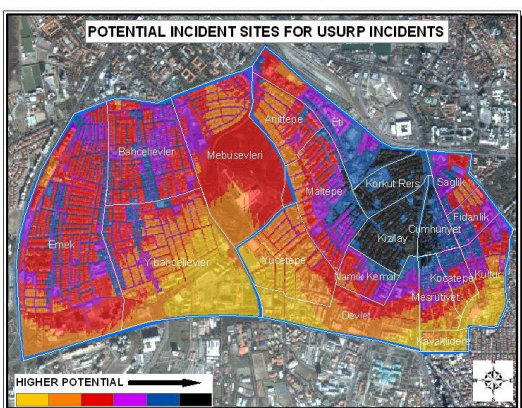 POTENTIAL INCIDENT SITES FOR USURP INCIDENTS
Anittepe
Eti
Bahcelievler
Mebusevleri
Korkut Reis
Saglik
Maltepe
Fidanlik
Cumhuriyet
Kizillay
Emek
Y.bahcelievler
Yucetepe
Namik Kemal
Kocatepe
Kultur
Mesrutiyet
Devlet
Kavaklidere
HIGHER POTENTIAL